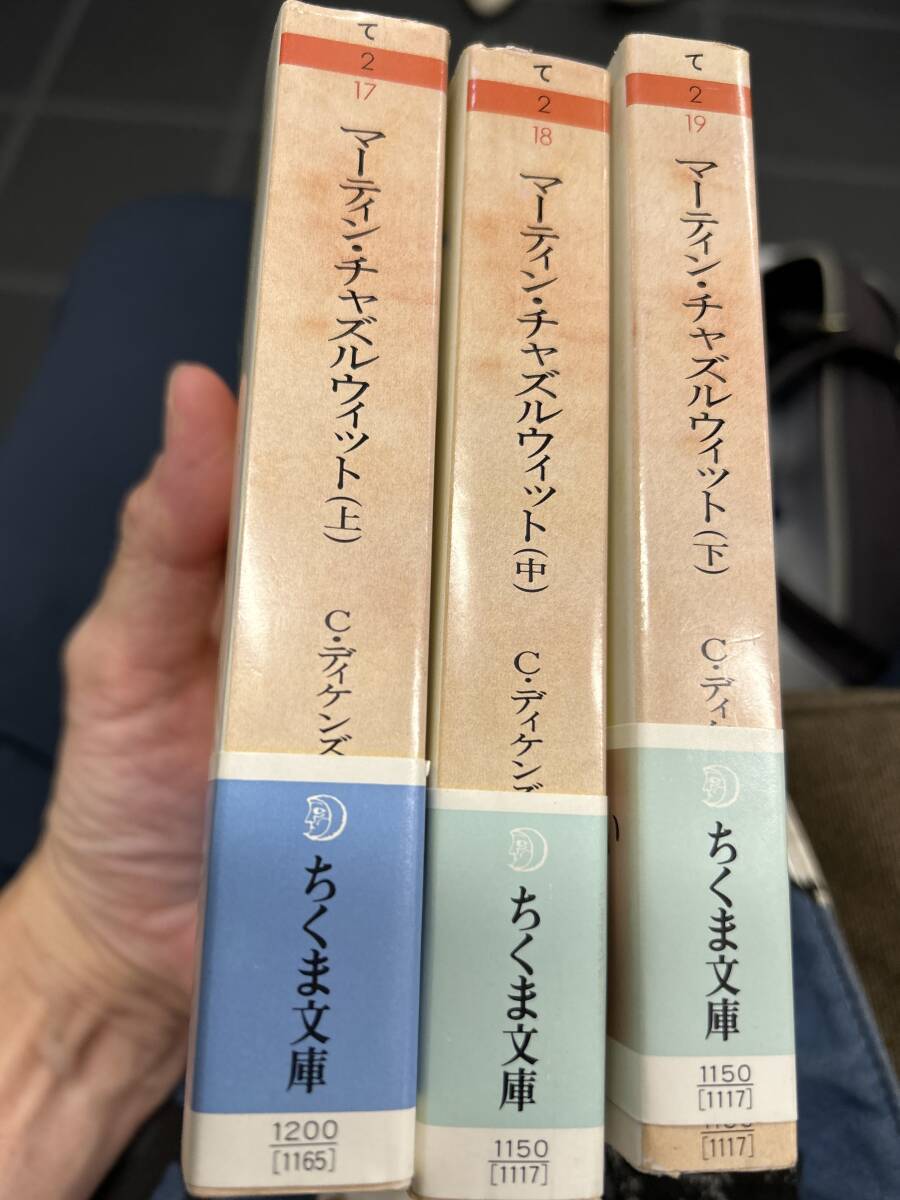 て
2
17
マーティン・チャズルウィット(上)
C・ディケンズ
ちくま文庫
1200
[1165]
て
2
18
マーティン・チャズルウィット(中)
C・ディケンズ
ちくま文庫
1150
[1117]
て
2
19
マーティン・チャズルウィット(下)
C・ディ
ちくま文庫
1150
[1117]
[1117]